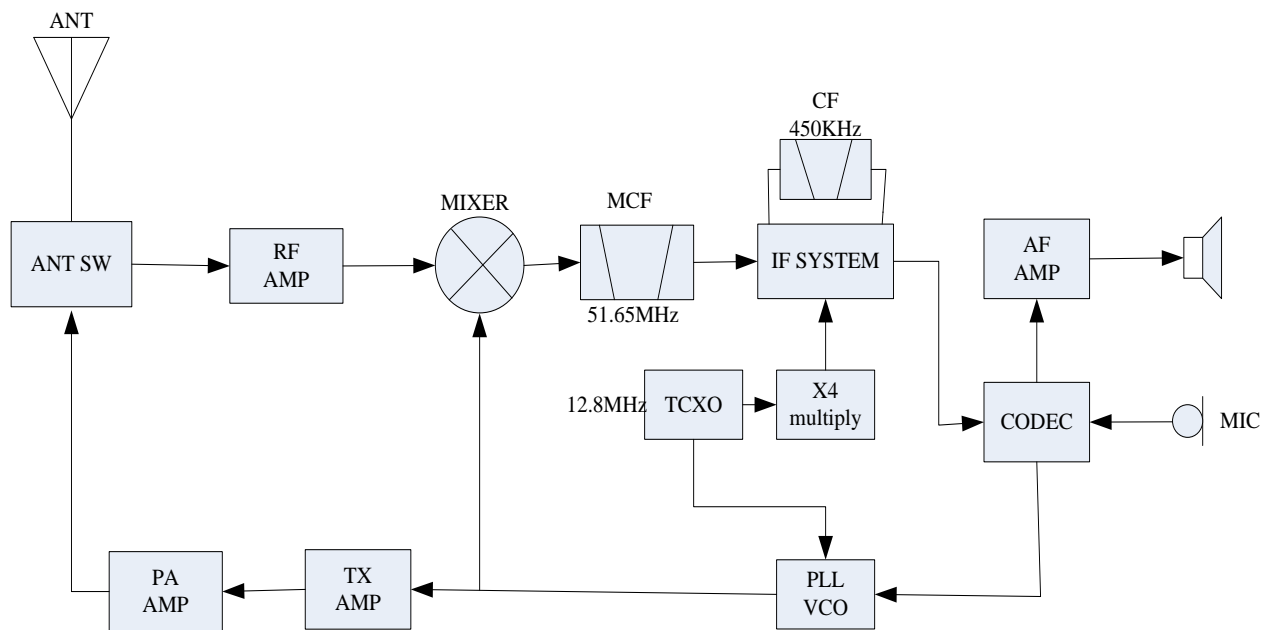 ANT
CF
450KHz
MIXER
MCF
ANT SW
RF
AMP
IF SYSTEM
AF
AMP
51.65MHz
12.8MHz
TCXO
X4
multiply
CODEC
MIC
PA
AMP
TX
AMP
PLL
VCO